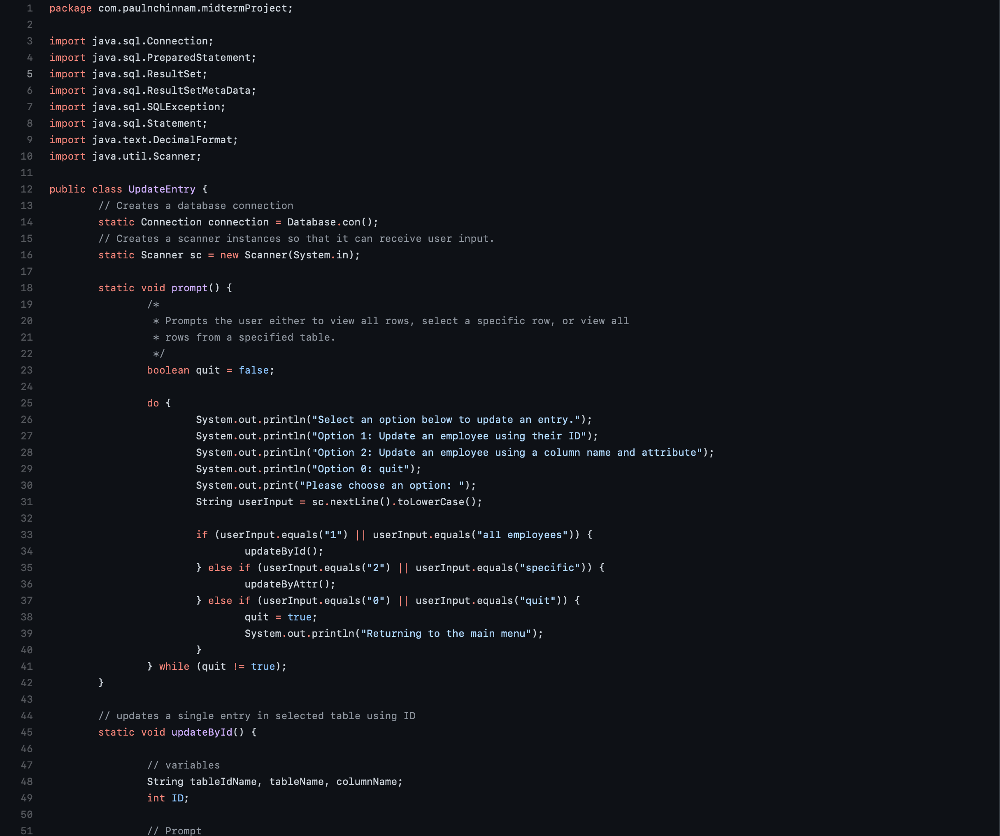 1 package com.paulnchinnam.midtermProject;
2
3 import java.sql.Connection;
4 import java.sql.PreparedStatement;
5 import java.sql.ResultSet;
6 import java.sql.ResultSetMetaData;
7 import java.sql.SQLException;
8 import java.sql.Statement;
9 import java.text.DecimalFormat;
10 import java.util.Scanner;
11
12 public class UpdateEntry {
13 // Creates a database connection
14 static Connection connection = Database.con();
15 // Creates a scanner instances so that it can receive user input.
16 static Scanner sc = new Scanner(System.in);
17
18 static void prompt() {
19 /*
20 * Prompts the user either to view all rows, select a specific row, or view all
21 * rows from a specified table.
22 */
23 boolean quit = false;
24
25 do {
26 System.out.println("Select an option below to update an entry.");
27 System.out.println("Option 1: Update an employee using their ID");
28 System.out.println("Option 2: Update an employee using a column name and attribute");
29 System.out.println("Option 0: quit");
30 System.out.print("Please choose an option: ");
31 String userInput = sc.nextLine().toLowerCase();
32
33 if (userInput.equals("1") || userInput.equals("all employees")) {
34 updateById();
35 } else if (userInput.equals("2") || userInput.equals("specific")) {
36 updateByAttr();
37 } else if (userInput.equals("0") || userInput.equals("quit")) {
38 quit = true;
39 System.out.println("Returning to the main menu");
40 }
41 } while (quit != true);
42 }
43
44 // updates a single entry in selected table using ID
45 static void updateById() {
46
47 // variables
48 String tableIdName, tableName, columnName;
49 int ID;
50
51 // Prompt